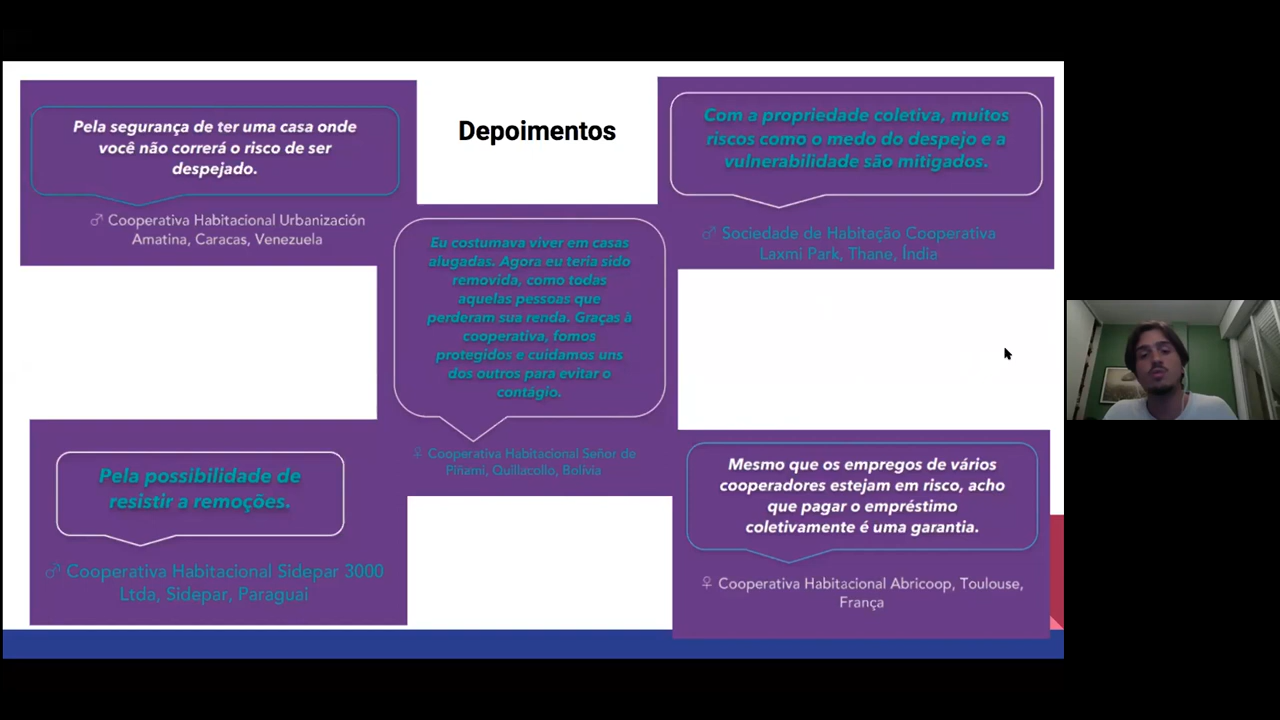 Depoimentos
Pela segurança de ter uma casa onde
você não correrá o risco de ser
despejado.
♂ Cooperativa Habitacional Urbanización
Amatina, Caracas, Venezuela
Com a propriedade coletiva, muitos
riscos como o medo do despejo e a
vulnerabilidade são mitigados.
♂ Sociedade de Habitação Cooperativa
Laxmi Park, Thane, Índia
Eu costumava viver em casas
alugadas. Agora eu teria sido
removida, como todas
aquelas pessoas que
perderam sua renda. Graças à
cooperativa, fomos
protegidos e cuidamos uns
dos outros para evitar o
contágio.
♀ Cooperativa Habitacional Señor de
Piñami, Quillacollo, Bolívia
Pela possibilidade de
resistir a remoções.
♂ Cooperativa Habitacional Sidepar 3000
Ltda, Sidepar, Paraguai
Mesmo que os empregos de vários
cooperadores estejam em risco, acho
que pagar o empréstimo
coletivamente é uma garantia.
♀ Cooperativa Habitacional Abricoop, Toulouse,
França